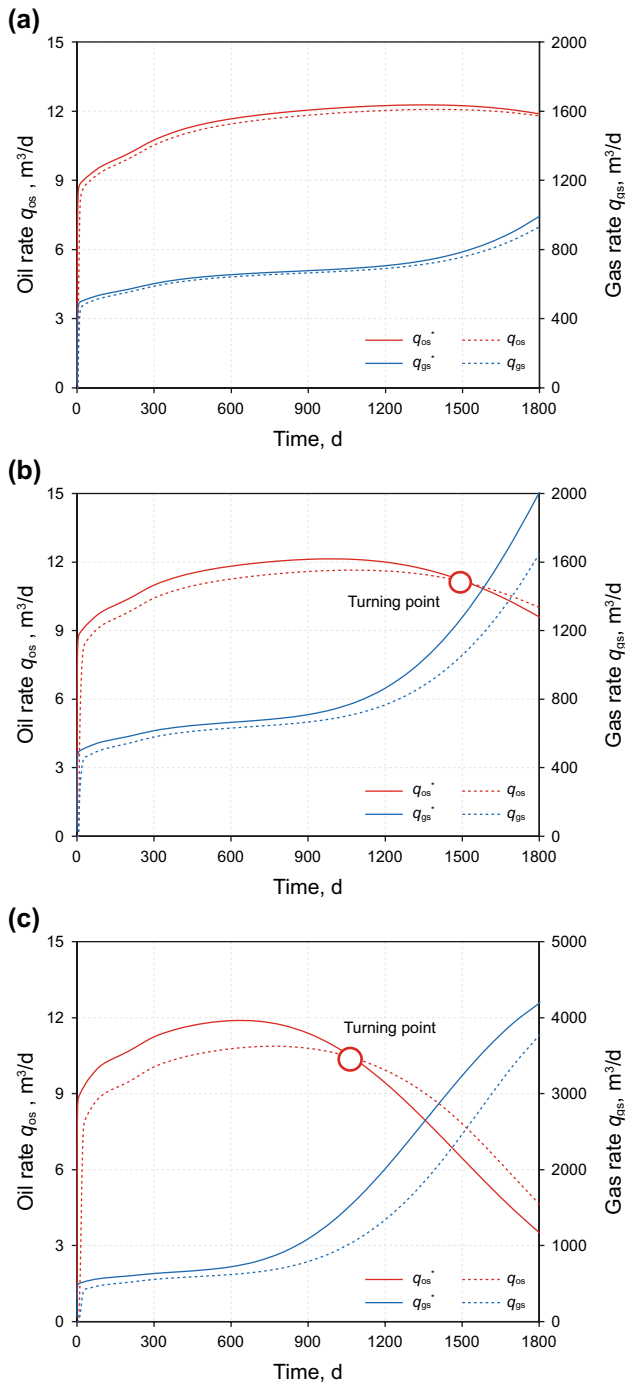 (a)
15 2000
12 1600
9 1200
6 800
3 400
0 0
Oil rate qos , m³/d
Gas rate qgs, m³/d
qos* qos
qgs* qgs
0 300 600 900 1200 1500 1800
Time, d
(b)
15 2000
12 1600
9 1200
6 800
3 400
0 0
Oil rate qos , m³/d
Gas rate qgs, m³/d
Turning point
qos* qos
qgs* qgs
0 300 600 900 1200 1500 1800
Time, d
(c)
15 5000
12 4000
9 3000
6 2000
3 1000
0 0
Oil rate qos , m³/d
Gas rate qgs, m³/d
Turning point
qos* qos
qgs* qgs
0 300 600 900 1200 1500 1800
Time, d